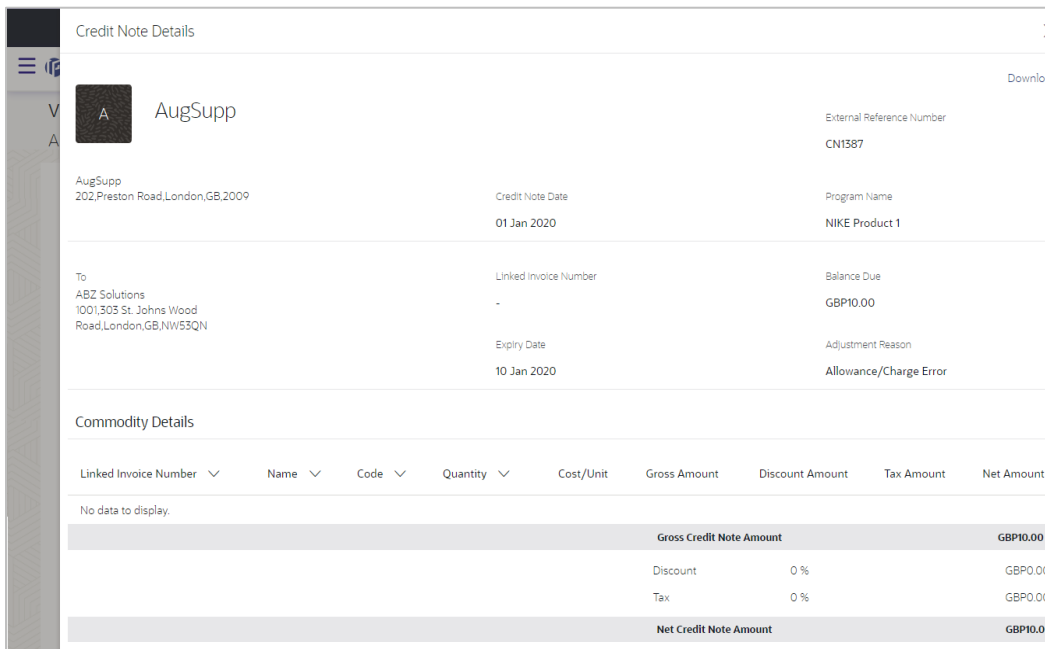 Credit Note Details
Downlo
A
AugSupp
External Reference Number
CN1387
AugSupp
202,Preston Road,London,GB,2009
Credit Note Date
Program Name
01 Jan 2020
NIKE Product 1
To
Linked Invoice Number
Balance Due
ABZ Solutions
1001,303 St. Johns Wood
Road,London,GB,NW53QN
-
GBP10.00
Expiry Date
Adjustment Reason
10 Jan 2020
Allowance/Charge Error
Commodity Details
Linked Invoice Number Name Code Quantity Cost/Unit Gross Amount Discount Amount Tax Amount Net Amount
No data to display.
Gross Credit Note Amount GBP10.00
Discount 0 % GBP0.00
Tax 0 % GBP0.00
Net Credit Note Amount GBP10.0